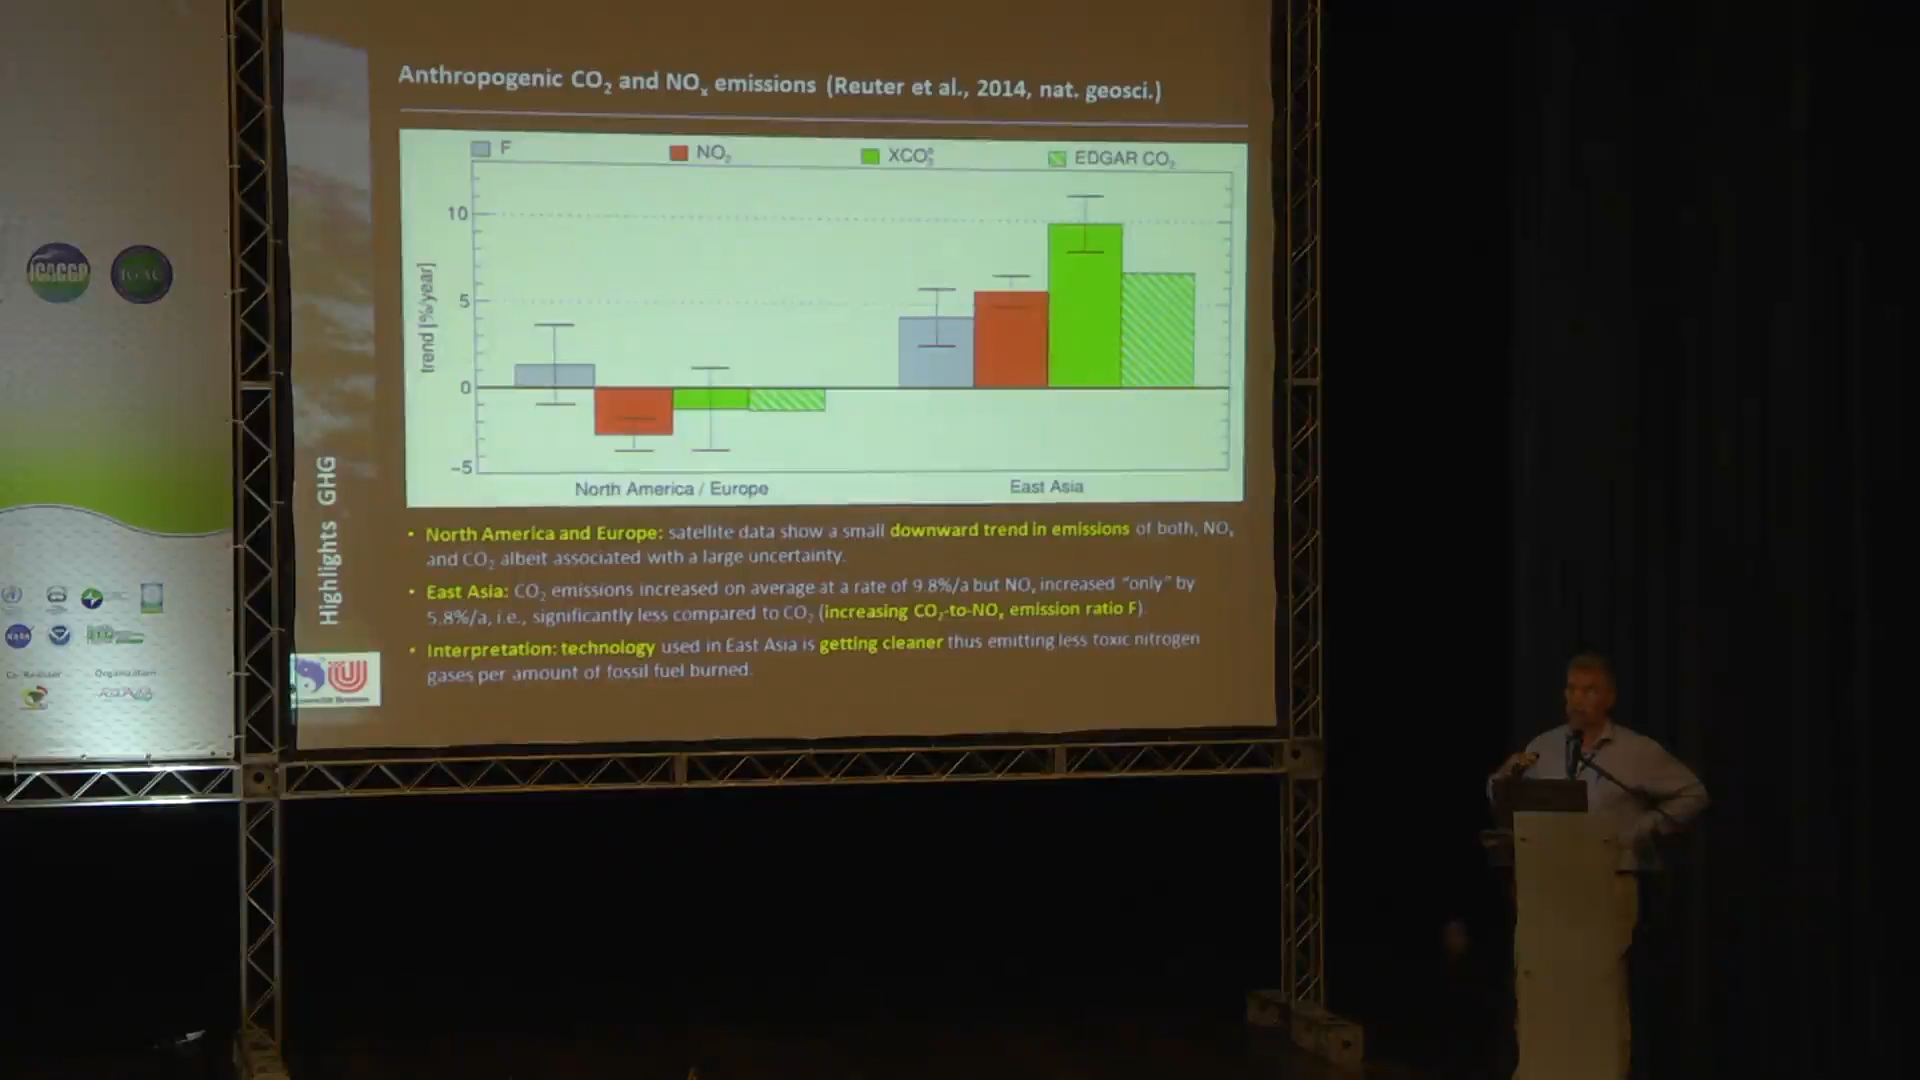 Anthropogenic CO₂ and NOₓ emissions (Reuter et al., 2014, nat. geosci.)
F
NO₂
XCO₂ᵃ
EDGAR CO₂
10
5
0
−5
trend [%/year]
North America / Europe
East Asia
Highlights GHG
• North America and Europe: satellite data show a small downward trend in emissions of both, NOₓ
and CO₂ albeit associated with a large uncertainty.
• East Asia: CO₂ emissions increased on average at a rate of 9.8%/a but NOₓ increased "only" by
5.8%/a, i.e., significantly less compared to CO₂ (increasing CO₂-to-NOₓ emission ratio F).
• Interpretation: technology used in East Asia is getting cleaner thus emitting less toxic nitrogen
gases per amount of fossil fuel burned.
ICACGP
IGAC
NASA
Organization